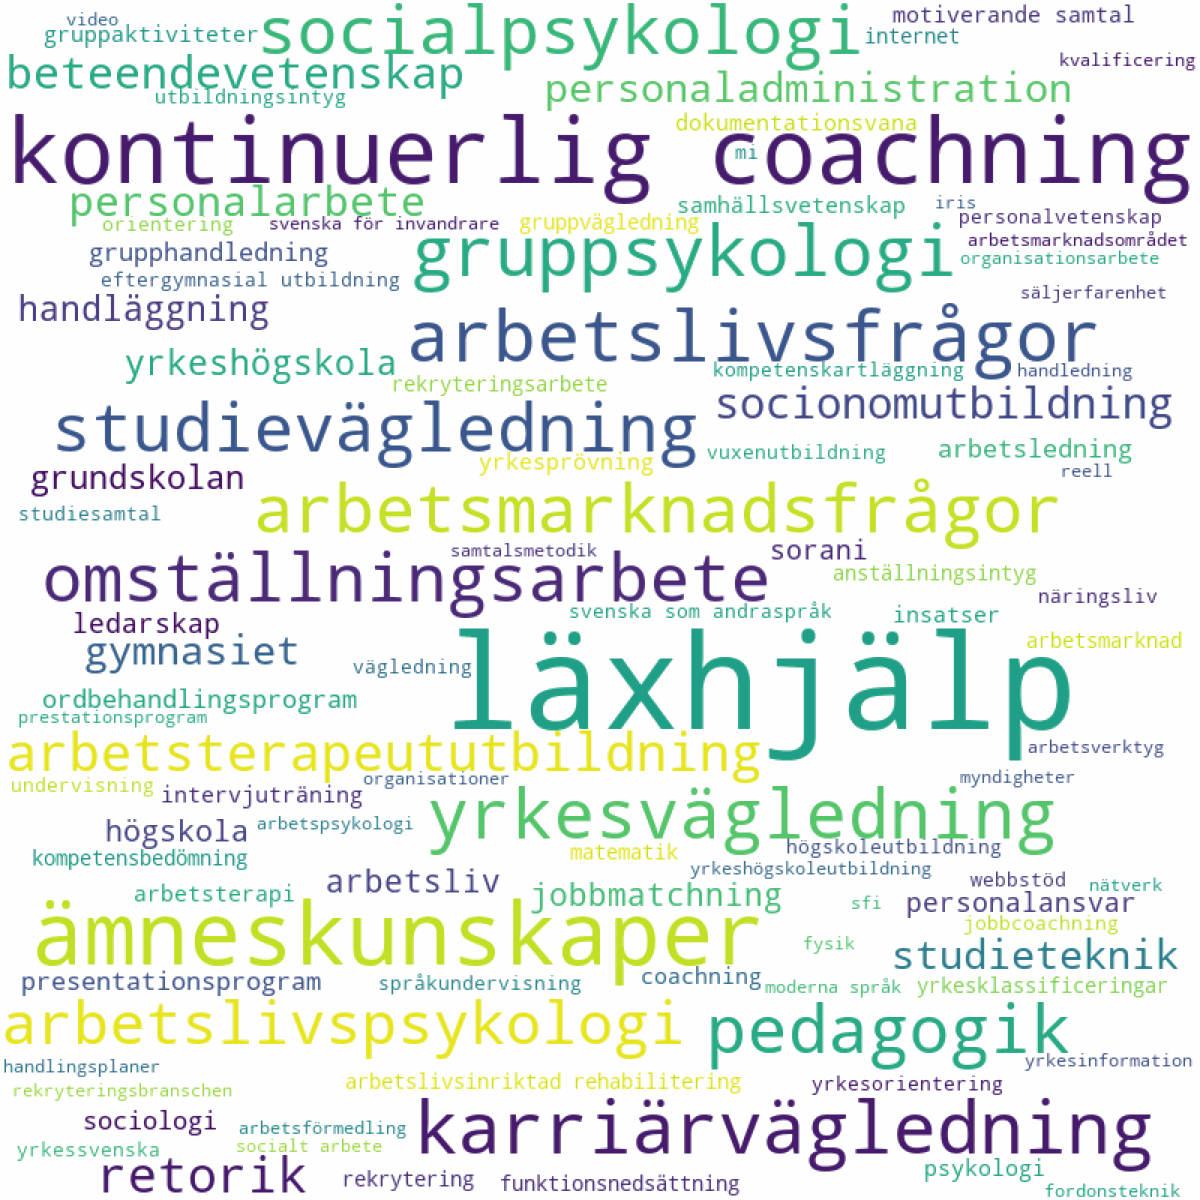 video
socialpsykologi
motiverande samtal
gruppaktiviteter
internet
beteendevetenskap
kvalificering
utbildningsintyg
personaladministration
dokumentationsvana
kontinuerlig coachning
mi
personalarbete
samhällsvetenskap
iris
orientering
svenska för invandrare
gruppvägledning
personalvetenskap
grupphandledning
gruppsykologi
arbetsmarknadsområdet
organisationsarbete
eftergymnasial utbildning
säljerfarenhet
handläggning
arbetslivsfrågor
yrkeshögskola
kompetenskartläggning
handledning
rekryteringsarbete
socionomutbildning
studievägledning
vuxenutbildning
arbetsledning
yrkesprövning
reell
grundskolan
studiesamtal
arbetsmarknadsfrågor
samtalsmetodik
sorani
omställningsarbete
anställningsintyg
näringsliv
svenska som andraspråk
insatser
ledarskap
gymnasiet
arbetsmarknad
vägledning
läxhjälp
ordbehandlingsprogram
prestationsprogram
arbetsterapeututbildning
arbetsverktyg
undervisning
organisationer
myndigheter
intervjuträning
yrkesvägledning
högskola
arbetspsykologi
kompetensbedömning
matematik
högskoleutbildning
yrkeshögskoleutbildning
arbetsterapi
arbetsliv
jobbmatchning
webbstöd
nätverk
sfi
personalansvar
ämneskunskaper
jobbcoachning
fysik
studieteknik
presentationsprogram
språkundervisning
coachning
moderna språk
yrkesklassificeringar
arbetslivspsykologi
pedagogik
handlingsplaner
yrkesinformation
rekryteringsbranschen
arbetslivsinriktad rehabilitering
yrkesorientering
sociologi
arbetsförmedling
karriärvägledning
yrkessvenska
socialt arbete
retorik
rekrytering
funktionsnedsättning
psykologi
fordonsteknik